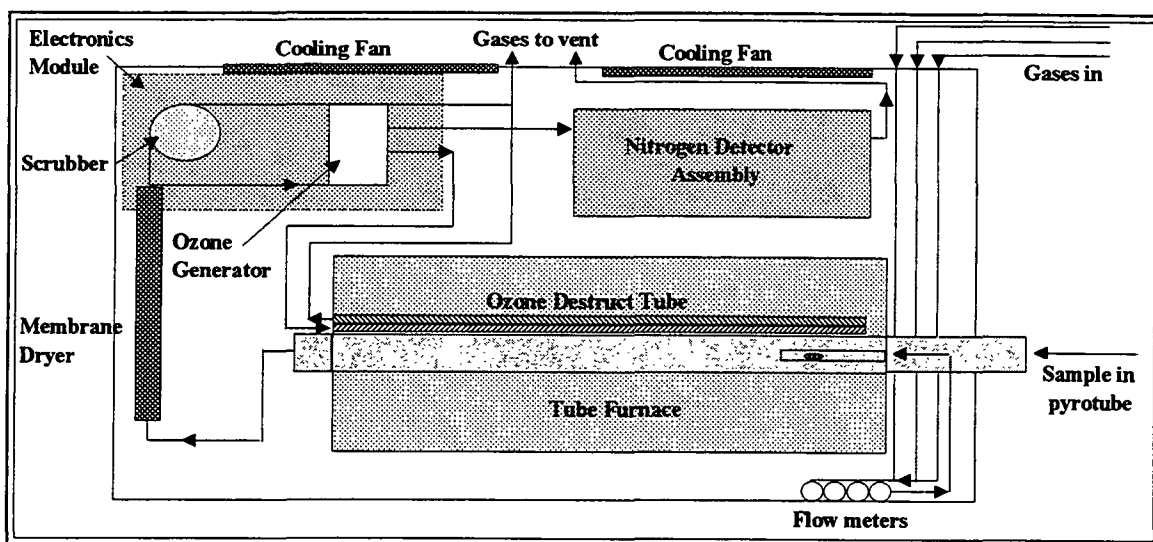 Electronics
Module
Cooling Fan
Gases to vent
Cooling Fan
Gases in
Scrubber
Nitrogen Detector
Assembly
Ozone
Generator
Membrane
Dryer
Ozone Destruct Tube
Sample in
pyrotube
Tube Furnace
Flow meters